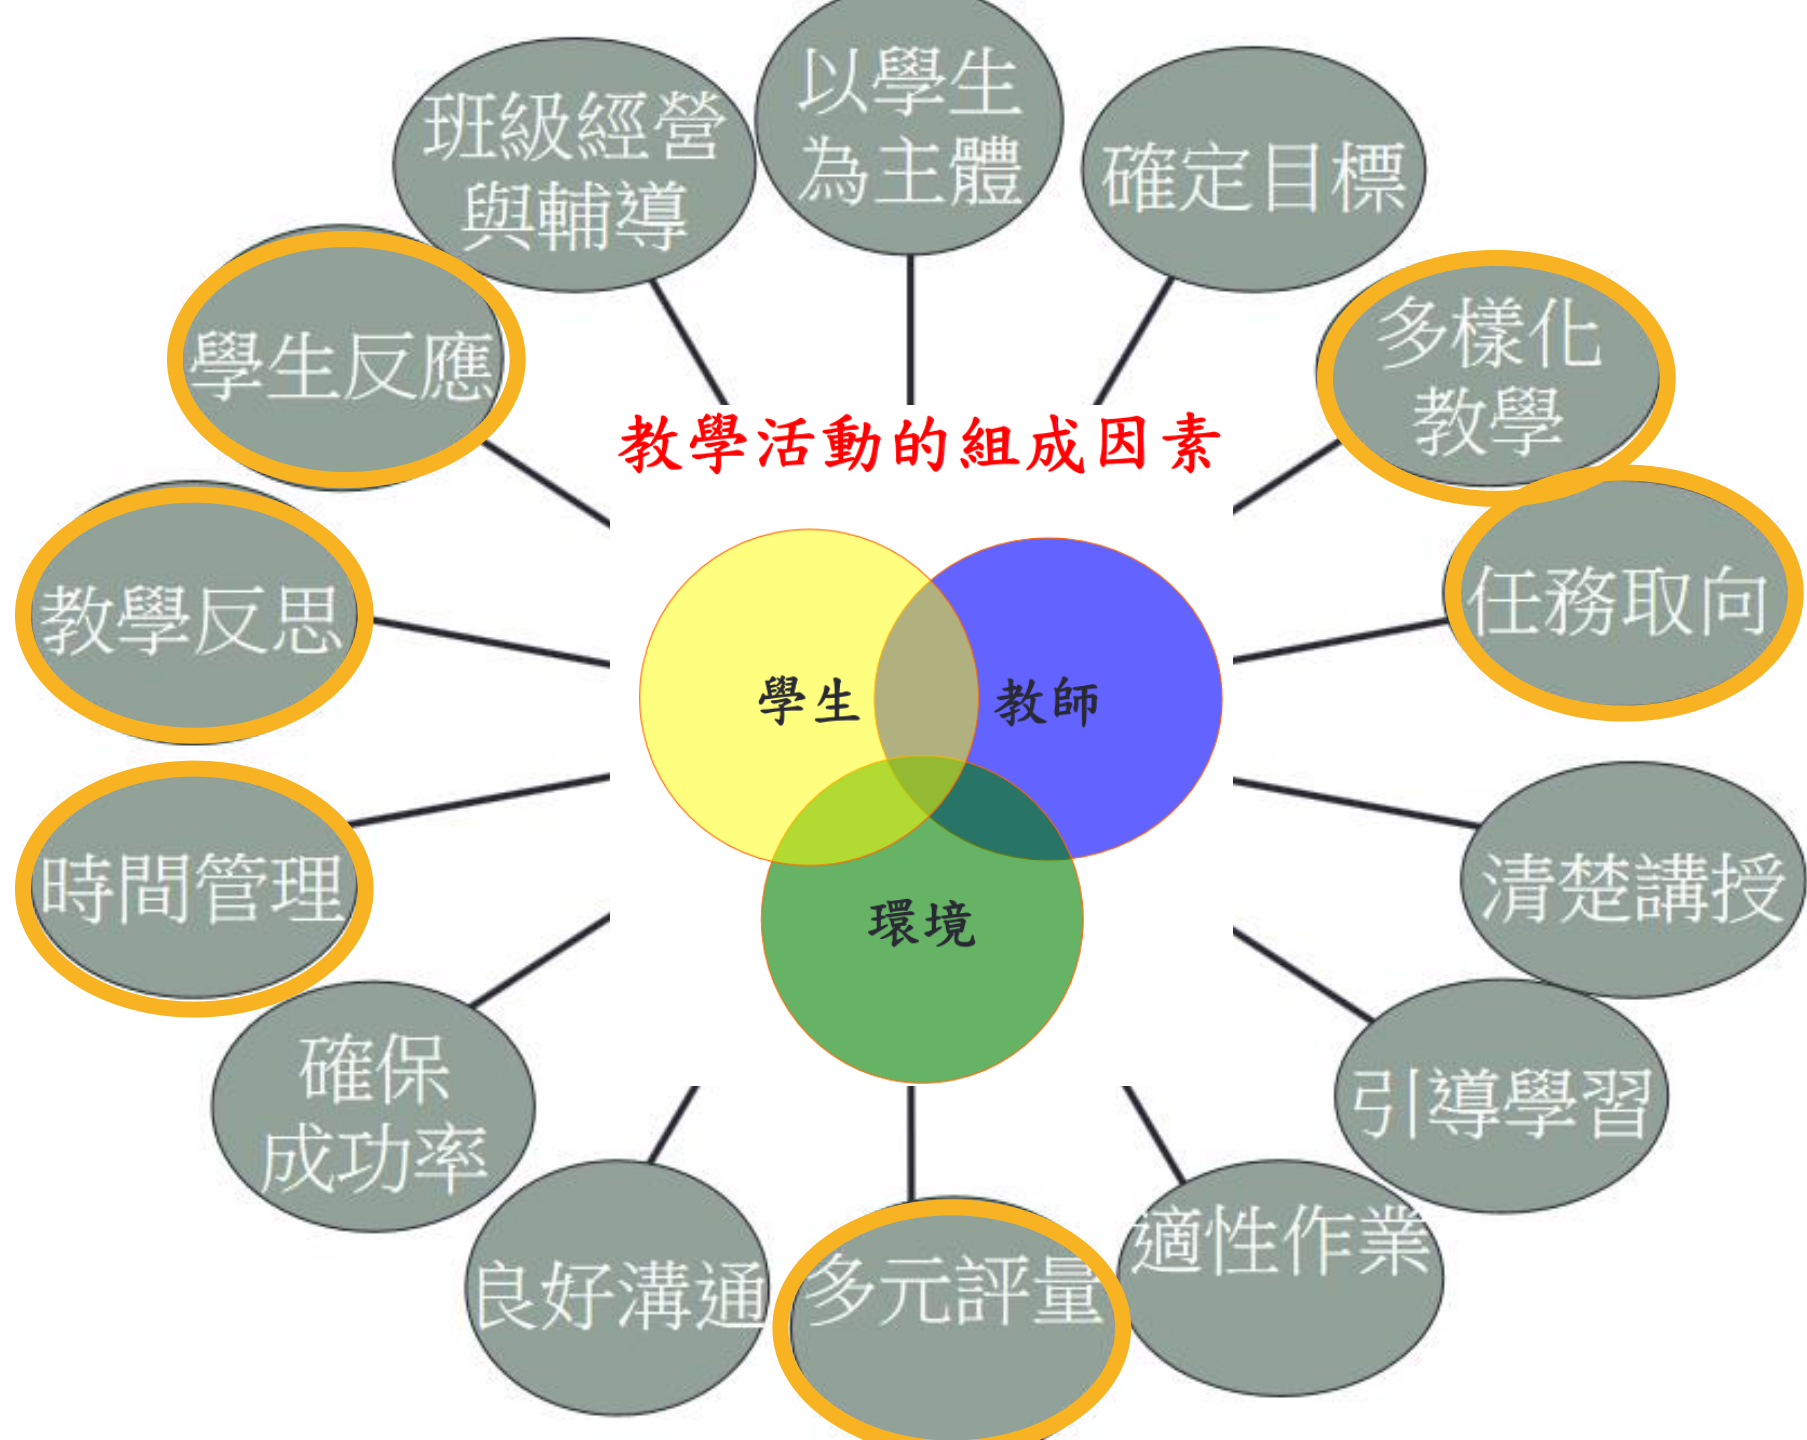 以學生
為主體
確定目標
多樣化
教學
任務取向
清楚講授
引導學習
適性作業
多元評量
良好溝通
確保
成功率
時間管理
教學反思
學生反應
班級經營
與輔導
教學活動的組成因素
學生
教師
環境